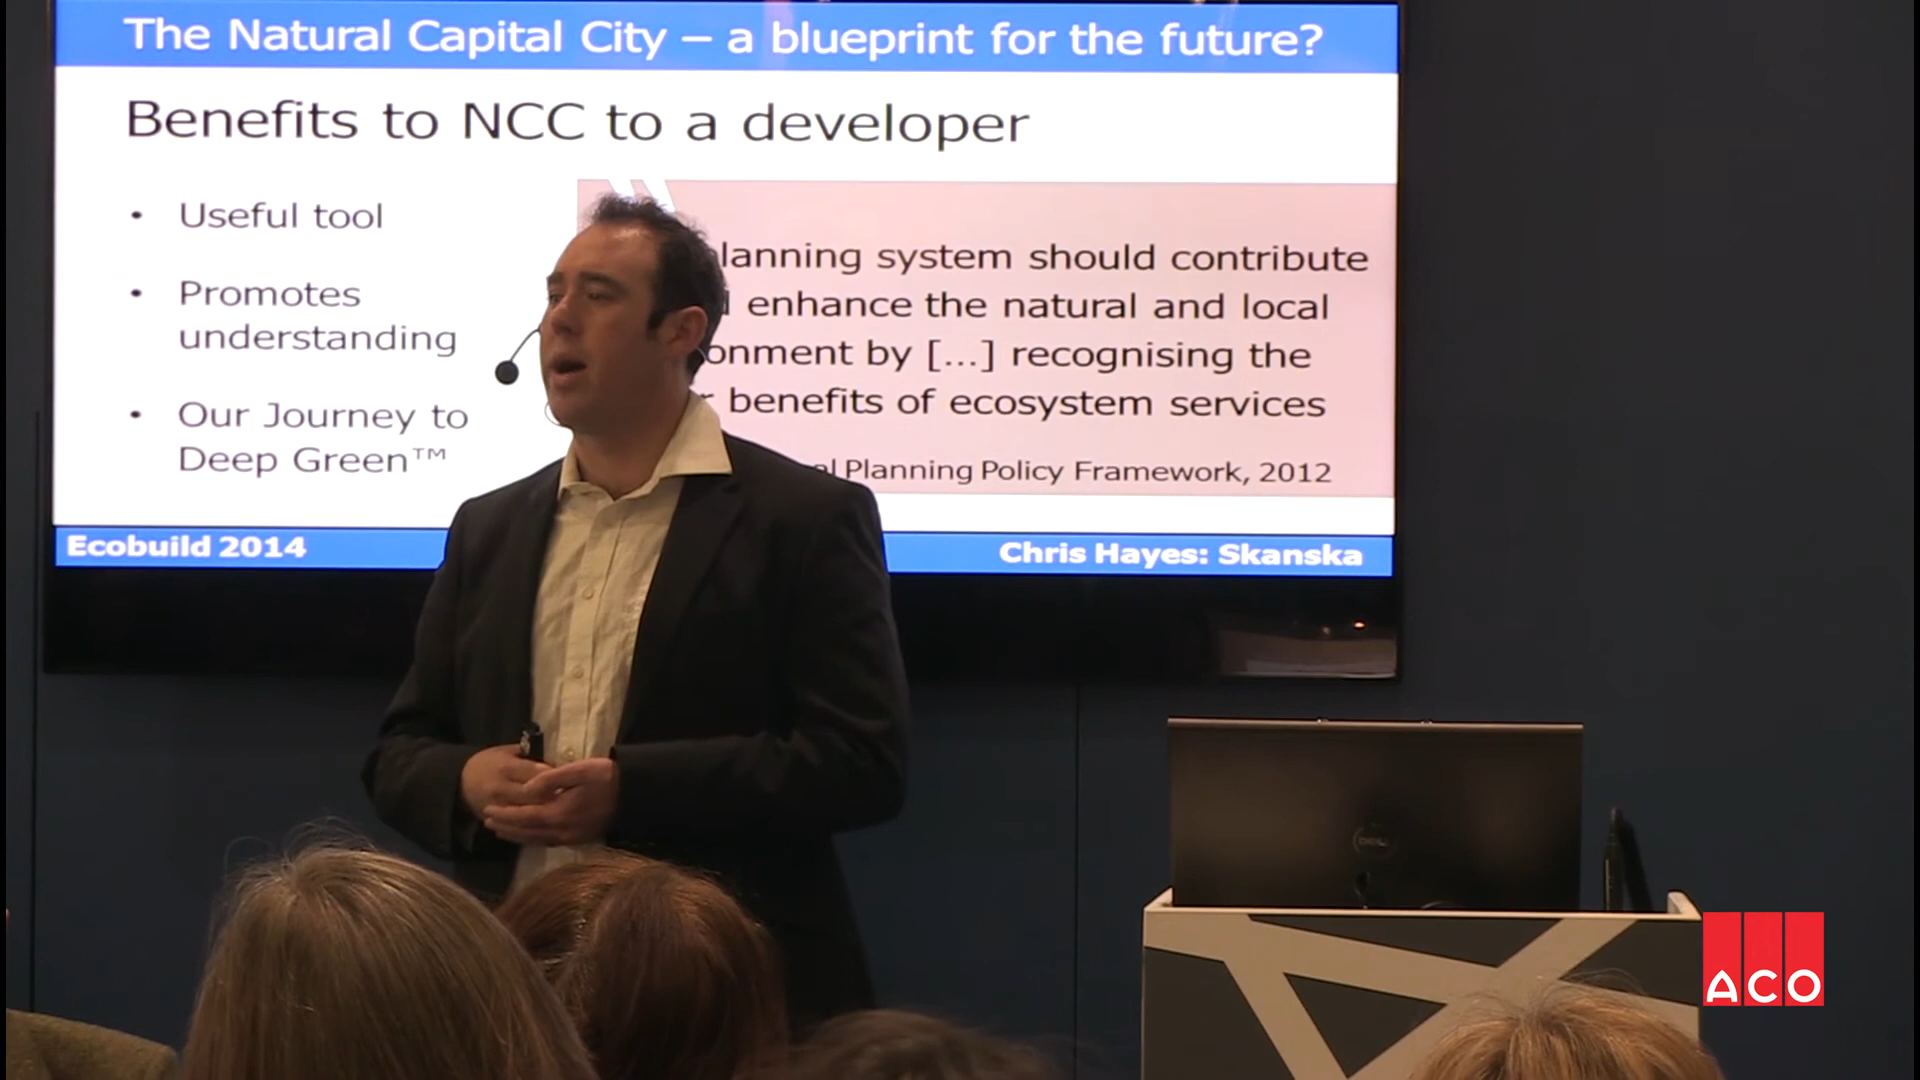 The Natural Capital City – a blueprint for the future?
Benefits to NCC to a developer
• Useful tool
• Promotes
understanding
• Our Journey to
Deep Green™
lanning system should contribute
enhance the natural and local
onment by [...] recognising the
benefits of ecosystem services
al Planning Policy Framework, 2012
Ecobuild 2014
Chris Hayes: Skanska
DELL
ACO